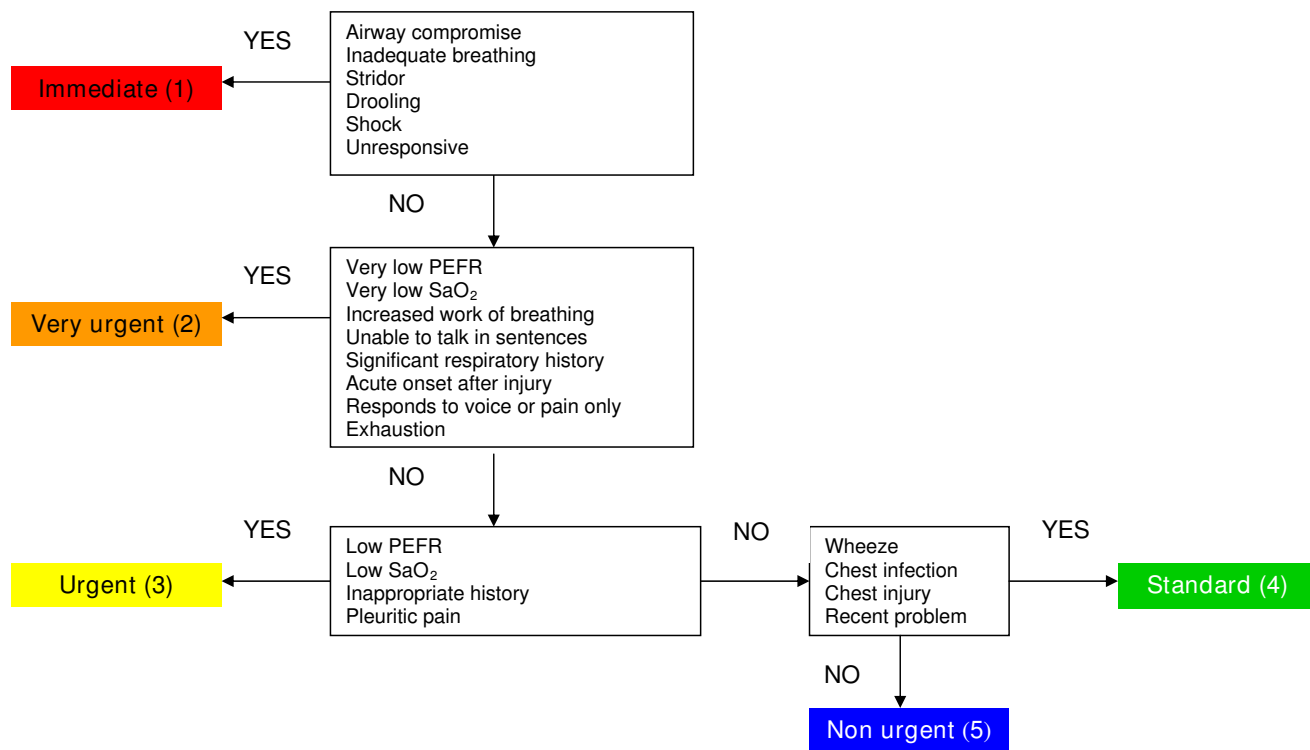 YES
Airway compromise
Inadequate breathing
Stridor
Drooling
Shock
Unresponsive
Immediate (1)
NO
YES
Very low PEFR
Very low SaO₂
Increased work of breathing
Unable to talk in sentences
Significant respiratory history
Acute onset after injury
Responds to voice or pain only
Exhaustion
Very urgent (2)
NO
YES
Low PEFR
Low SaO₂
Inappropriate history
Pleuritic pain
Urgent (3)
NO
Wheeze
Chest infection
Chest injury
Recent problem
YES
Standard (4)
NO
Non urgent (5)